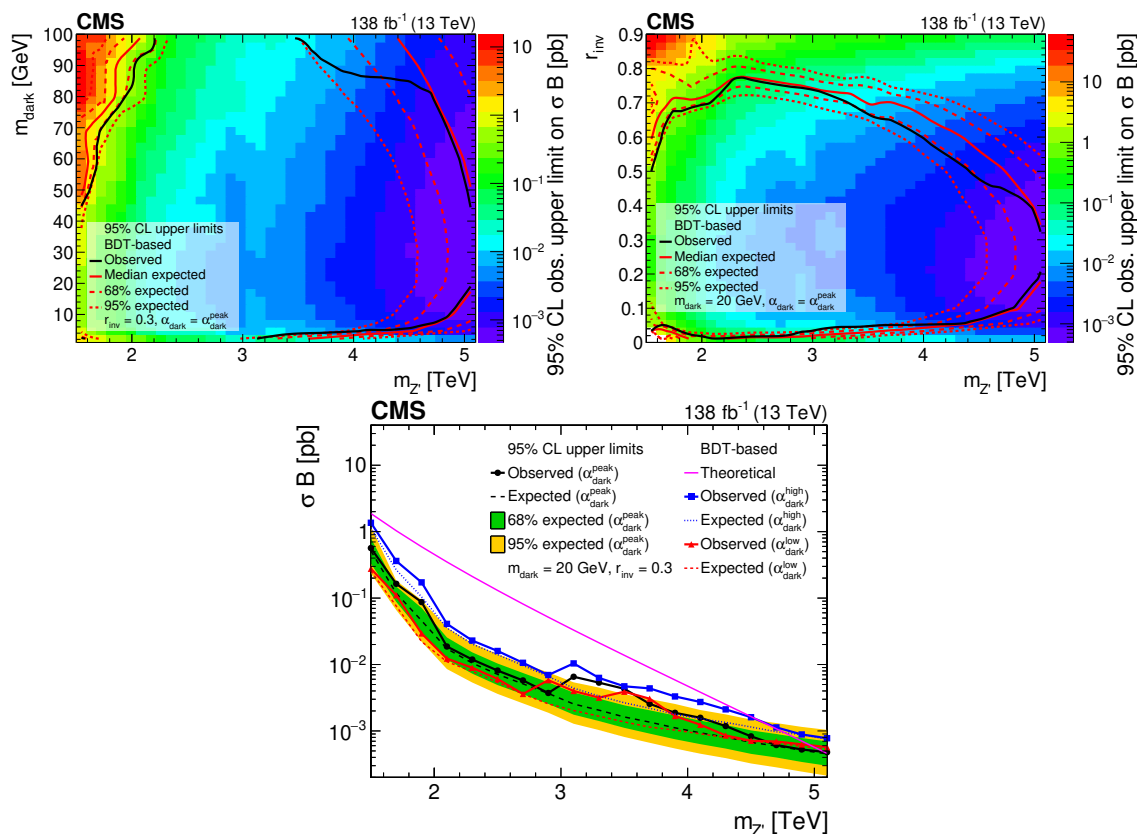 CMS 138 fb⁻¹ (13 TeV)
m_dark [GeV]
100
90
80
70
60
50
40
30
20
10
95% CL upper limits
BDT-based
Observed
Median expected
68% expected
95% expected
r_inv = 0.3, α_dark = α_dark^peak
2 3 4 5
m_Z' [TeV]
10
1
10⁻¹
10⁻²
10⁻³
95% CL obs. upper limit on σ B [pb]
CMS 138 fb⁻¹ (13 TeV)
r_inv
0.9
0.8
0.7
0.6
0.5
0.4
0.3
0.2
0.1
0
95% CL upper limits
BDT-based
Observed
Median expected
68% expected
95% expected
m_dark = 20 GeV, α_dark = α_dark^peak
2 3 4 5
m_Z' [TeV]
10
1
10⁻¹
10⁻²
10⁻³
95% CL obs. upper limit on σ B [pb]
CMS 138 fb⁻¹ (13 TeV)
σ B [pb]
10
1
10⁻¹
10⁻²
10⁻³
95% CL upper limits
Observed (α_dark^peak)
Expected (α_dark^peak)
68% expected (α_dark^peak)
95% expected (α_dark^peak)
m_dark = 20 GeV, r_inv = 0.3
BDT-based
Theoretical
Observed (α_dark^high)
Expected (α_dark^high)
Observed (α_dark^low)
Expected (α_dark^low)
2 3 4 5
m_Z' [TeV]